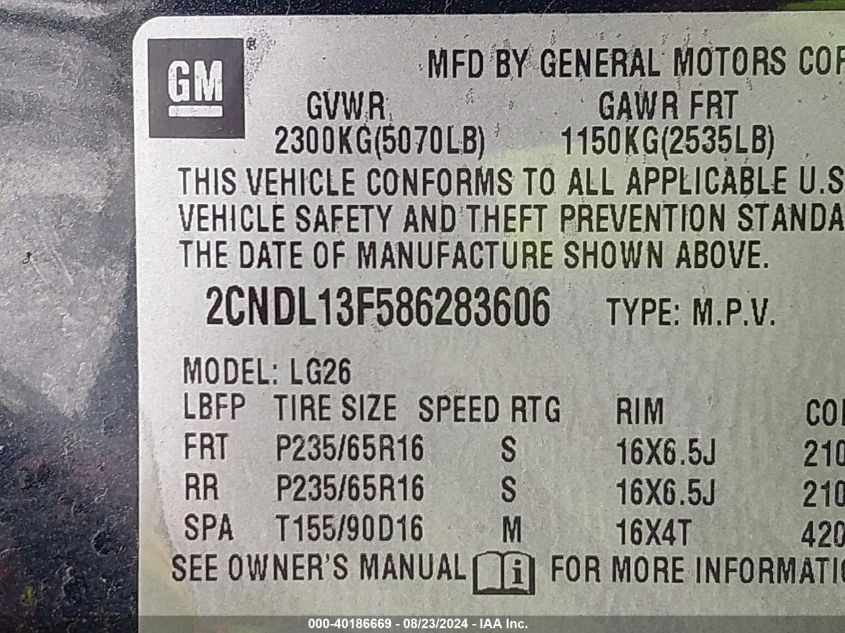 GM ®
MFD BY GENERAL MOTORS COR
GVWR GAWR FRT
2300KG(5070LB) 1150KG(2535LB)
THIS VEHICLE CONFORMS TO ALL APPLICABLE U.S
VEHICLE SAFETY AND THEFT PREVENTION STANDA
THE DATE OF MANUFACTURE SHOWN ABOVE.
2CNDL13F586283606 TYPE: M.P.V.
MODEL: LG26
LBFP TIRE SIZE SPEED RTG RIM COL
FRT P235/65R16 S 16X6.5J 210
RR P235/65R16 S 16X6.5J 210
SPA T155/90D16 M 16X4T 420
SEE OWNER'S MANUAL i FOR MORE INFORMATIO
000-40186669 - 08/23/2024 - IAA Inc.